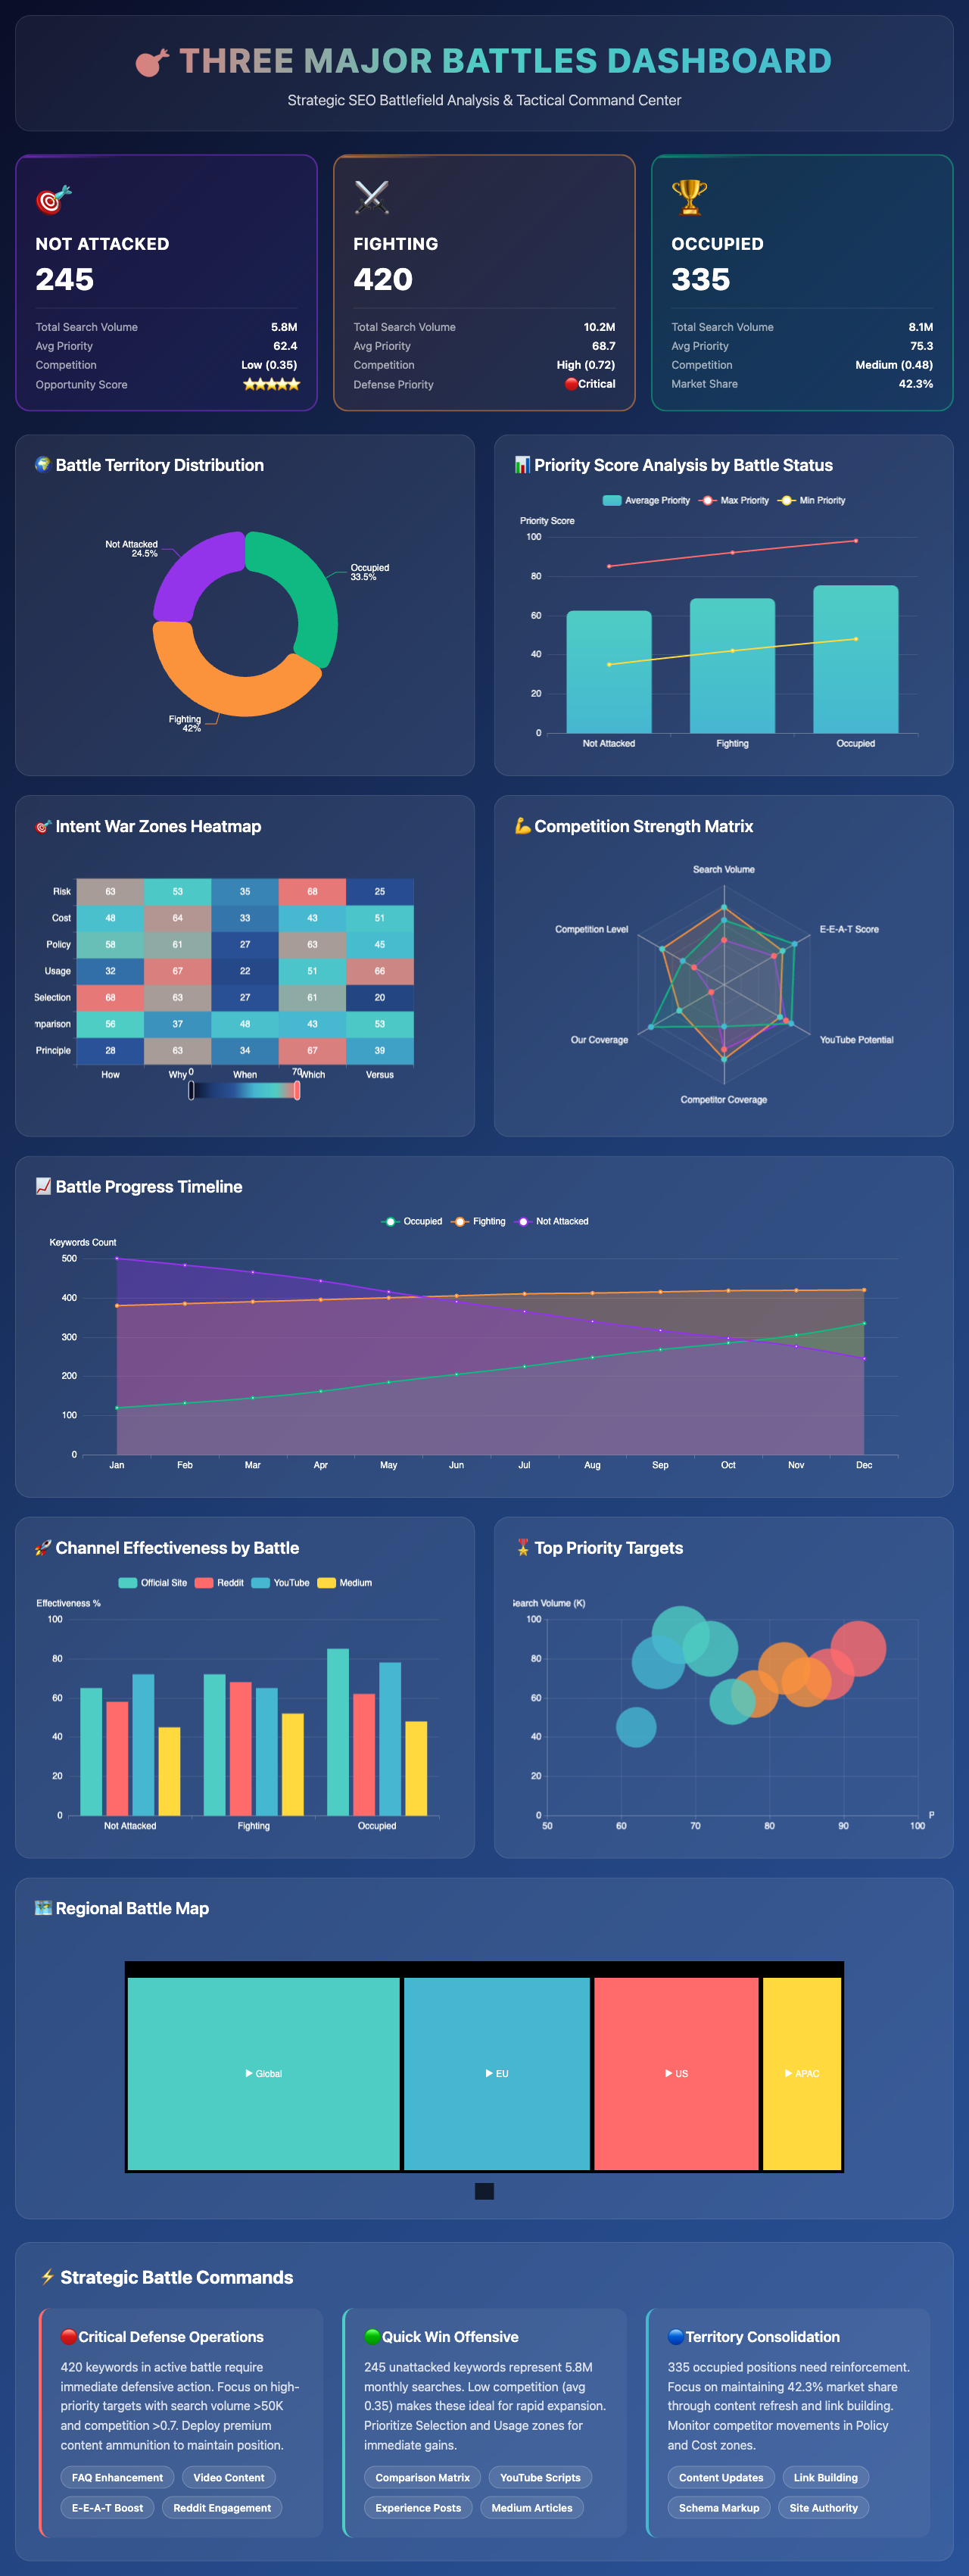 THREE MAJOR BATTLES DASHBOARD
Strategic SEO Battlefield Analysis & Tactical Command Center
NOT ATTACKED
245
Total Search Volume 5.8M
Avg Priority 62.4
Competition Low (0.35)
Opportunity Score
FIGHTING
420
Total Search Volume 10.2M
Avg Priority 68.7
Competition High (0.72)
Defense Priority Critical
OCCUPIED
335
Total Search Volume 8.1M
Avg Priority 75.3
Competition Medium (0.48)
Market Share 42.3%
Battle Territory Distribution
Not Attacked
24.5%
Occupied
33.5%
Fighting
42%
Priority Score Analysis by Battle Status
Average Priority Max Priority Min Priority
Priority Score
100
80
60
40
20
0
Not Attacked Fighting Occupied
Intent War Zones Heatmap
Risk 63 53 35 68 25
Cost 48 64 33 43 51
Policy 58 61 27 63 45
Usage 32 67 22 51 66
Selection 68 63 27 61 20
mparison 56 37 48 43 53
Principle 28 63 34 67 39
How Why When Which Versus
0 70
Competition Strength Matrix
Search Volume
Competition Level E-E-A-T Score
Our Coverage YouTube Potential
Competitor Coverage
Battle Progress Timeline
Occupied Fighting Not Attacked
Keywords Count
500
400
300
200
100
0
Jan Feb Mar Apr May Jun Jul Aug Sep Oct Nov Dec
Channel Effectiveness by Battle
Official Site Reddit YouTube Medium
Effectiveness %
100
80
60
40
20
0
Not Attacked Fighting Occupied
Top Priority Targets
Search Volume (K)
100
80
60
40
20
0
50 60 70 80 90 100
P
Regional Battle Map
▶ Global
▶ EU
▶ US
▶ APAC
Strategic Battle Commands
Critical Defense Operations
420 keywords in active battle require
immediate defensive action. Focus on high-
priority targets with search volume >50K
and competition >0.7. Deploy premium
content ammunition to maintain position.
FAQ Enhancement Video Content
E-E-A-T Boost Reddit Engagement
Quick Win Offensive
245 unattacked keywords represent 5.8M
monthly searches. Low competition (avg
0.35) makes these ideal for rapid expansion.
Prioritize Selection and Usage zones for
immediate gains.
Comparison Matrix YouTube Scripts
Experience Posts Medium Articles
Territory Consolidation
335 occupied positions need reinforcement.
Focus on maintaining 42.3% market share
through content refresh and link building.
Monitor competitor movements in Policy
and Cost zones.
Content Updates Link Building
Schema Markup Site Authority